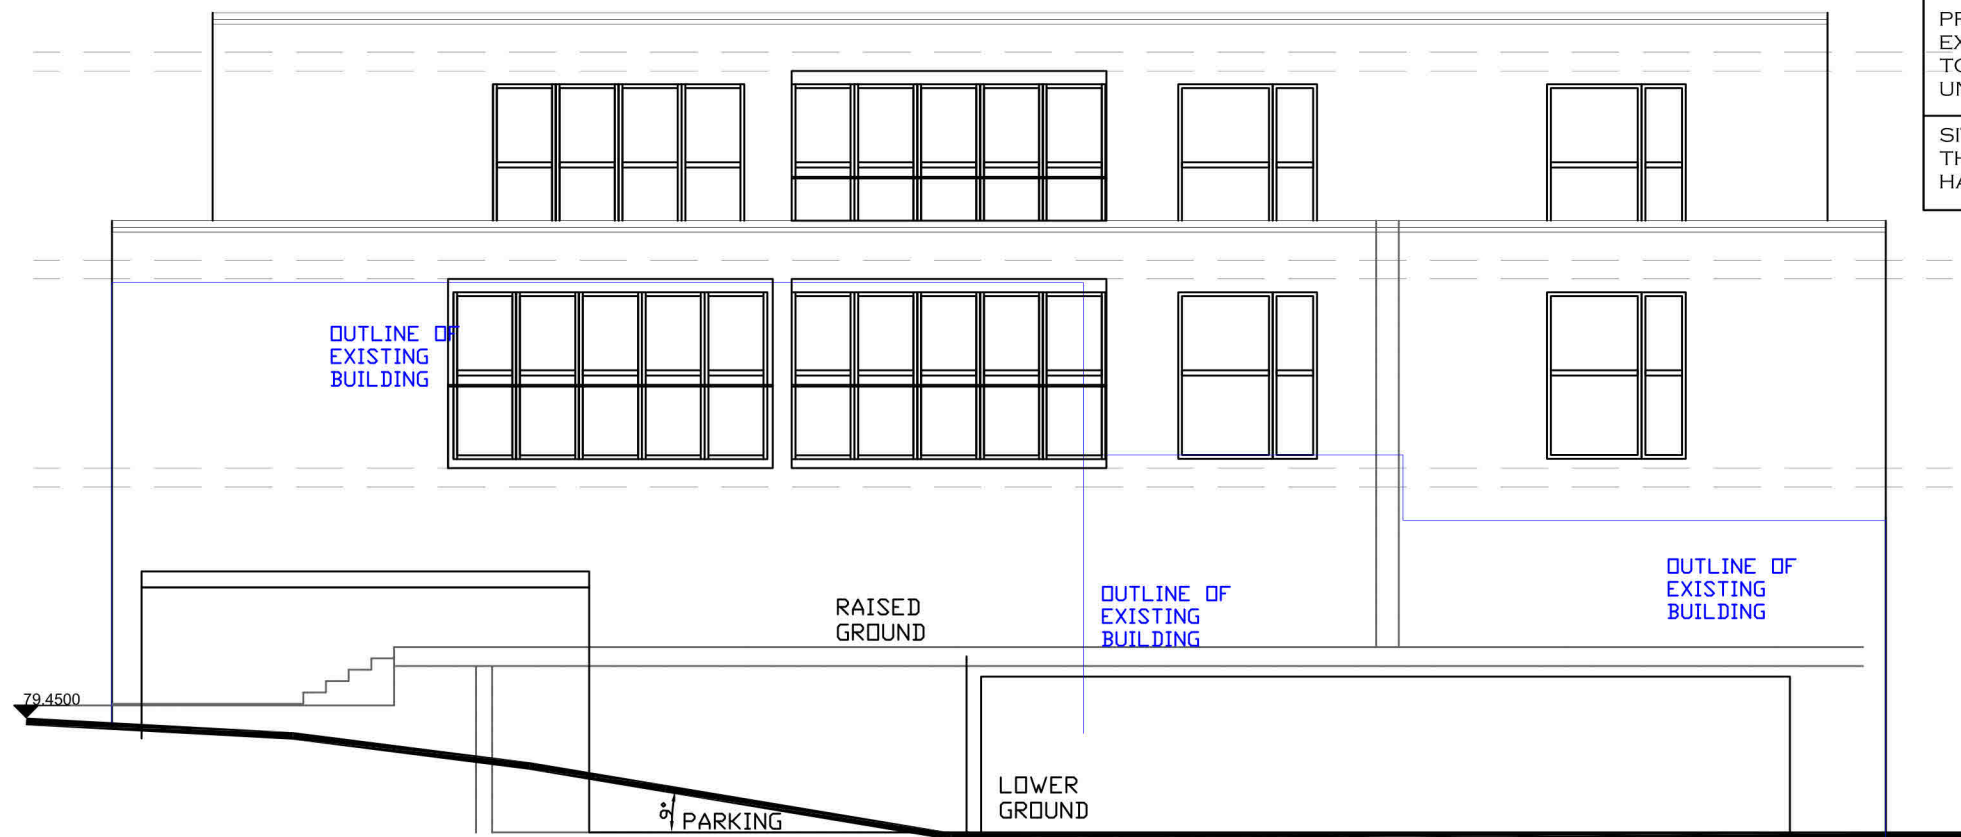 OUTLINE OF
EXISTING
BUILDING
RAISED
GROUND
OUTLINE OF
EXISTING
BUILDING
OUTLINE OF
EXISTING
BUILDING
79.4500
LOWER
GROUND
9°
PARKING